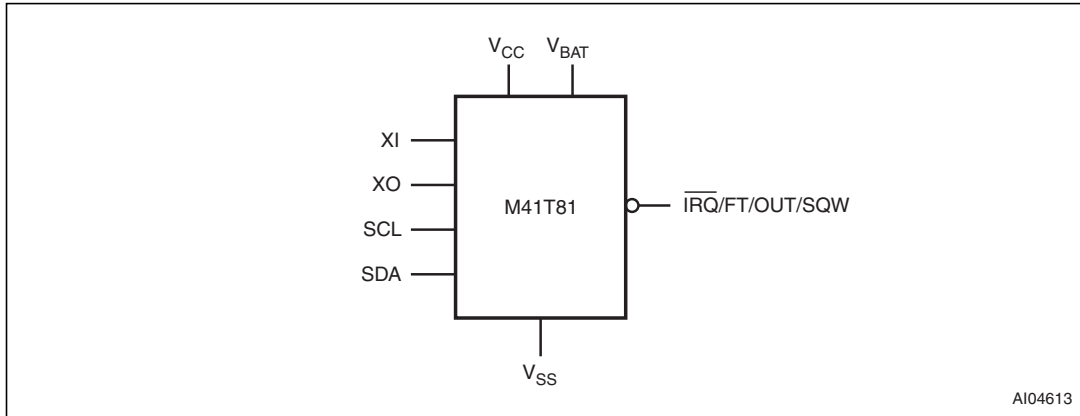 VCC VBAT
XI
XO
SCL
SDA
M41T81
IRQ/FT/OUT/SQW
VSS
AI04613